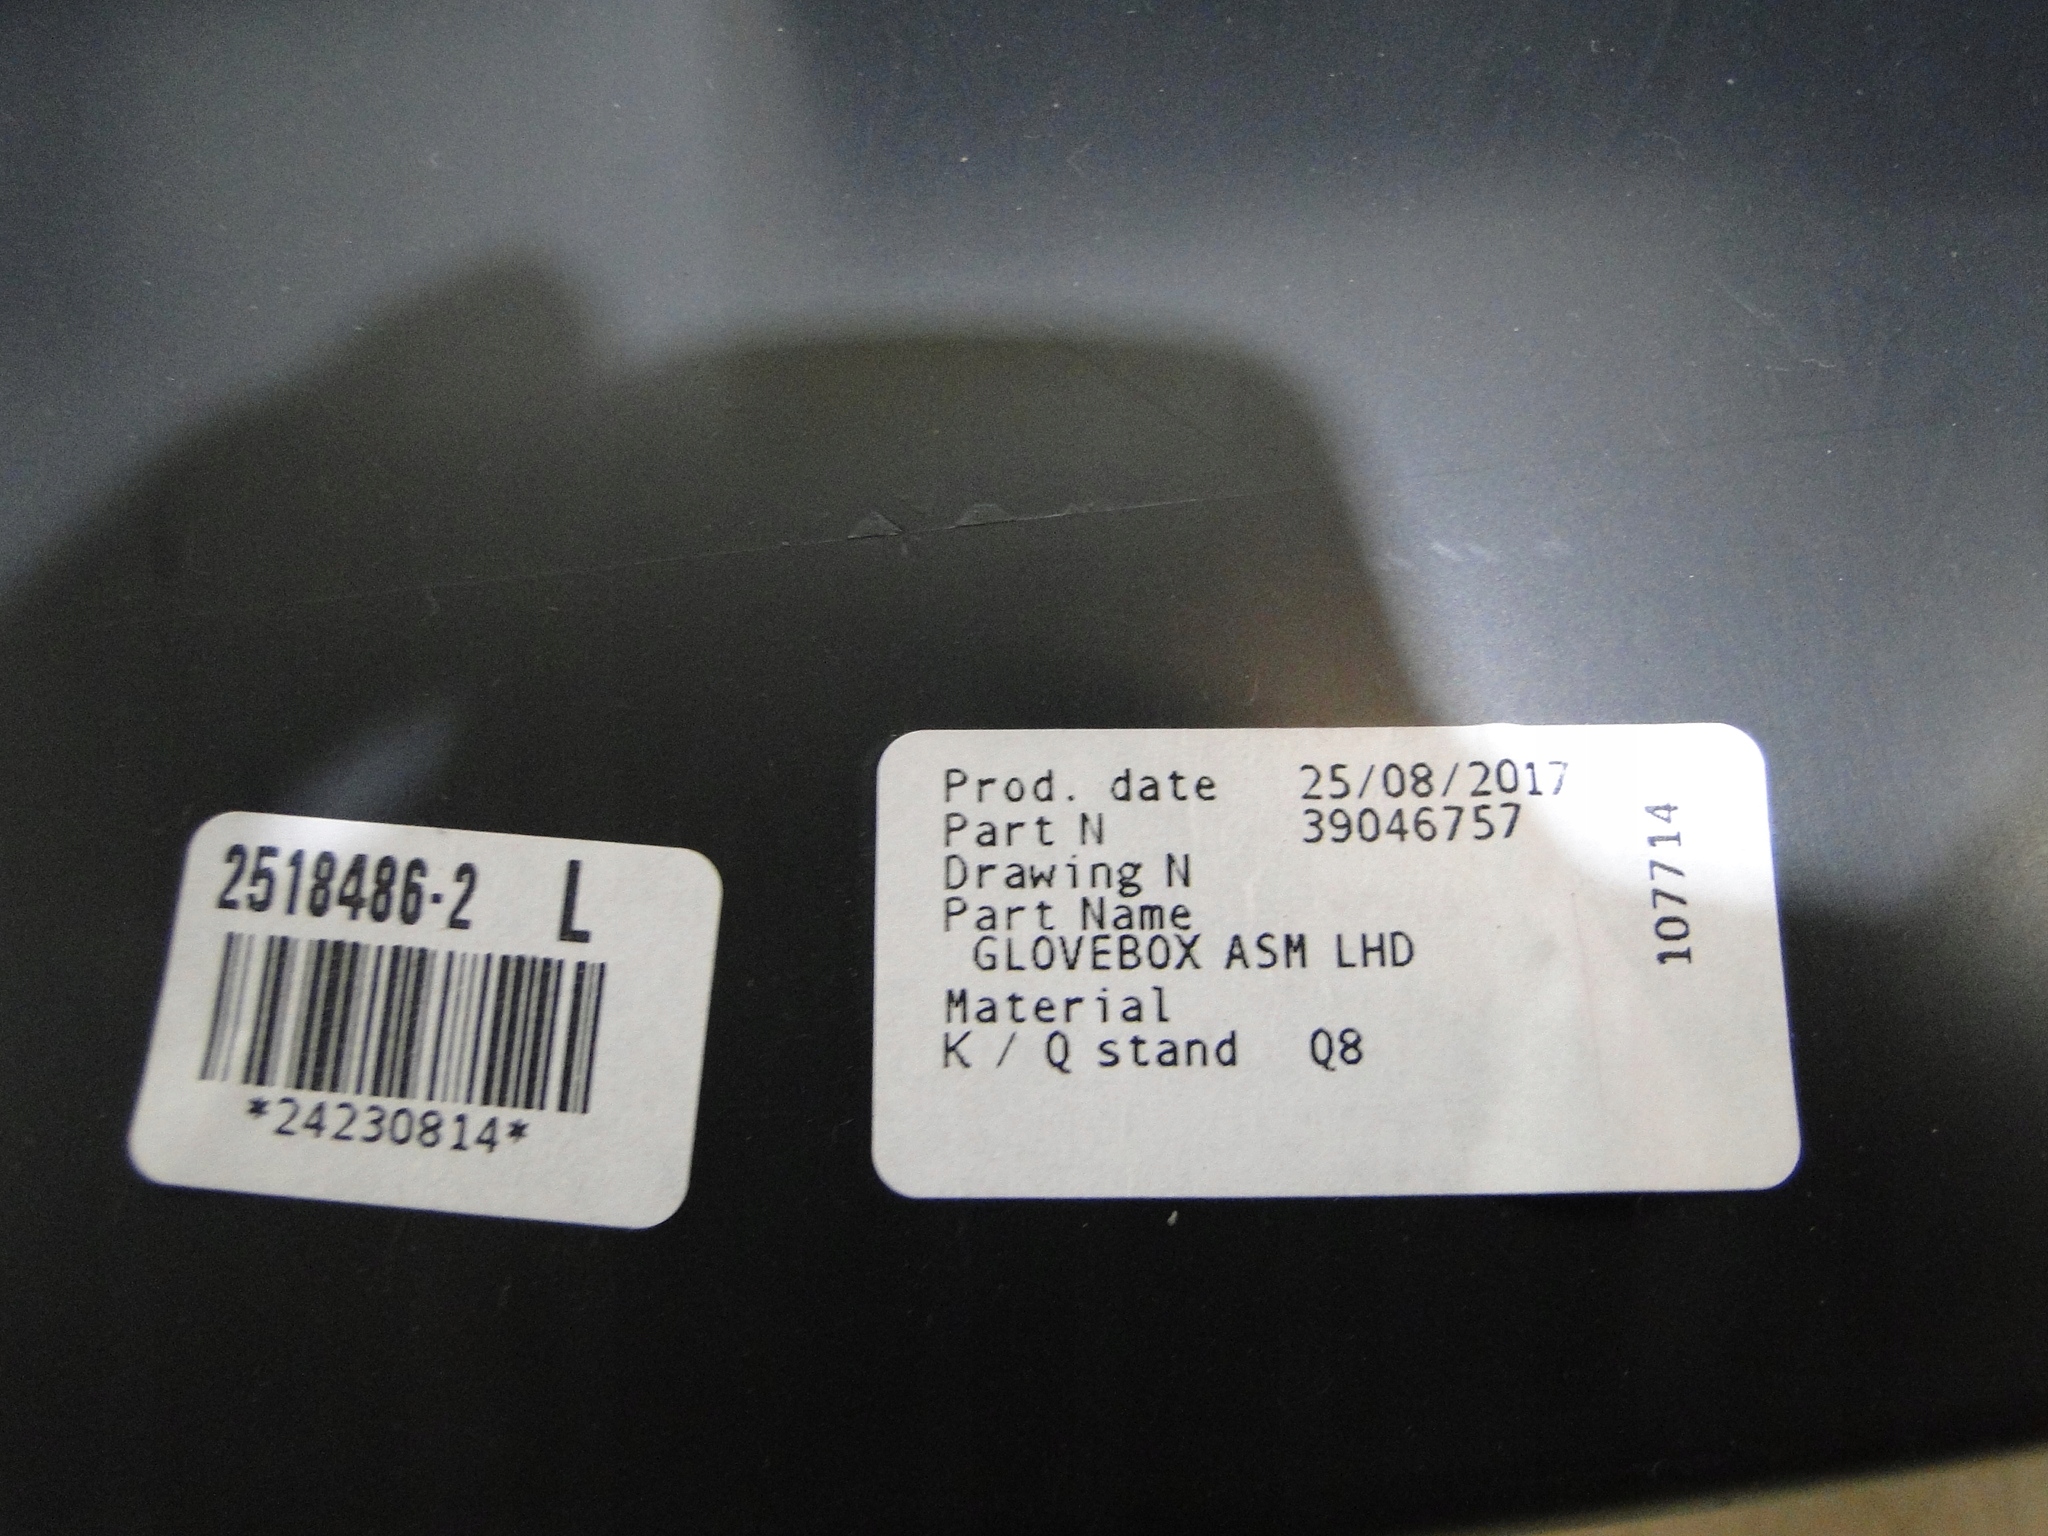 2518486-2 L
*24230814*
Prod. date 25/08/2017
Part N 39046757
Drawing N
Part Name
GLOVEBOX ASM LHD
Material
K / Q stand Q8
107714